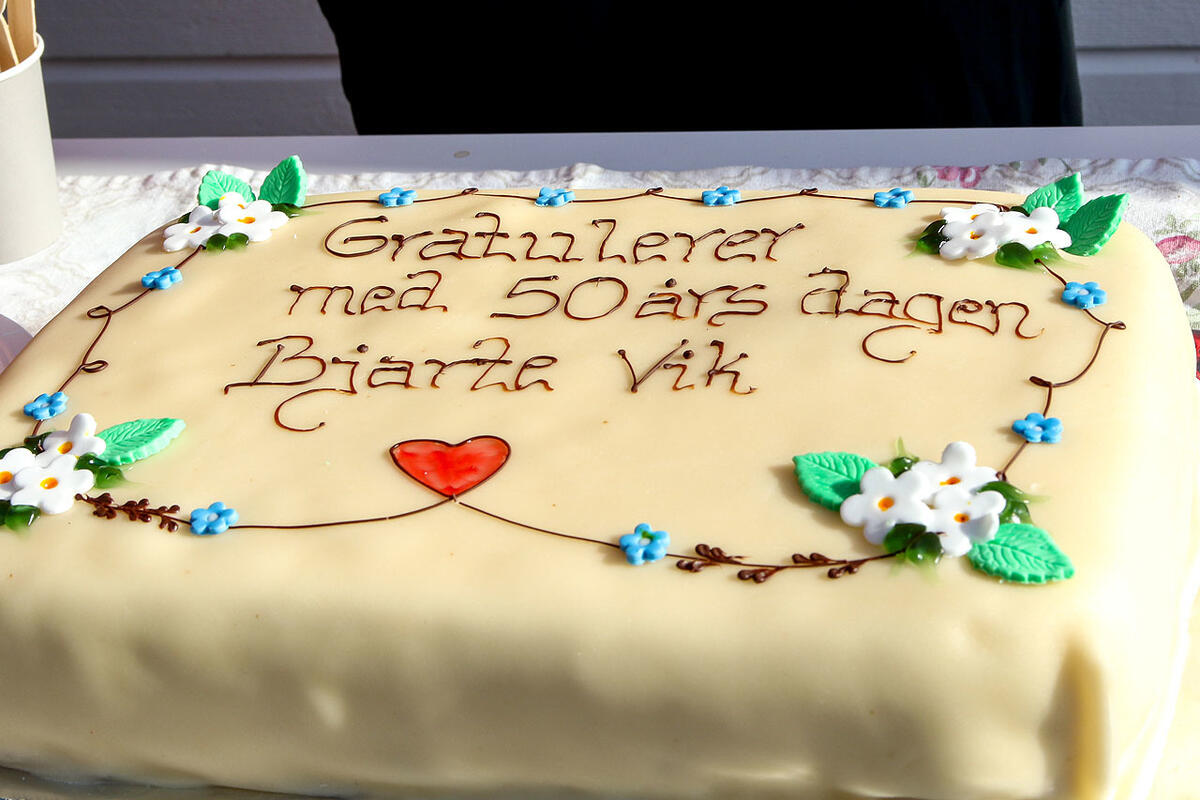 Gratulerer
med 50års dagen
Bjarte Vik